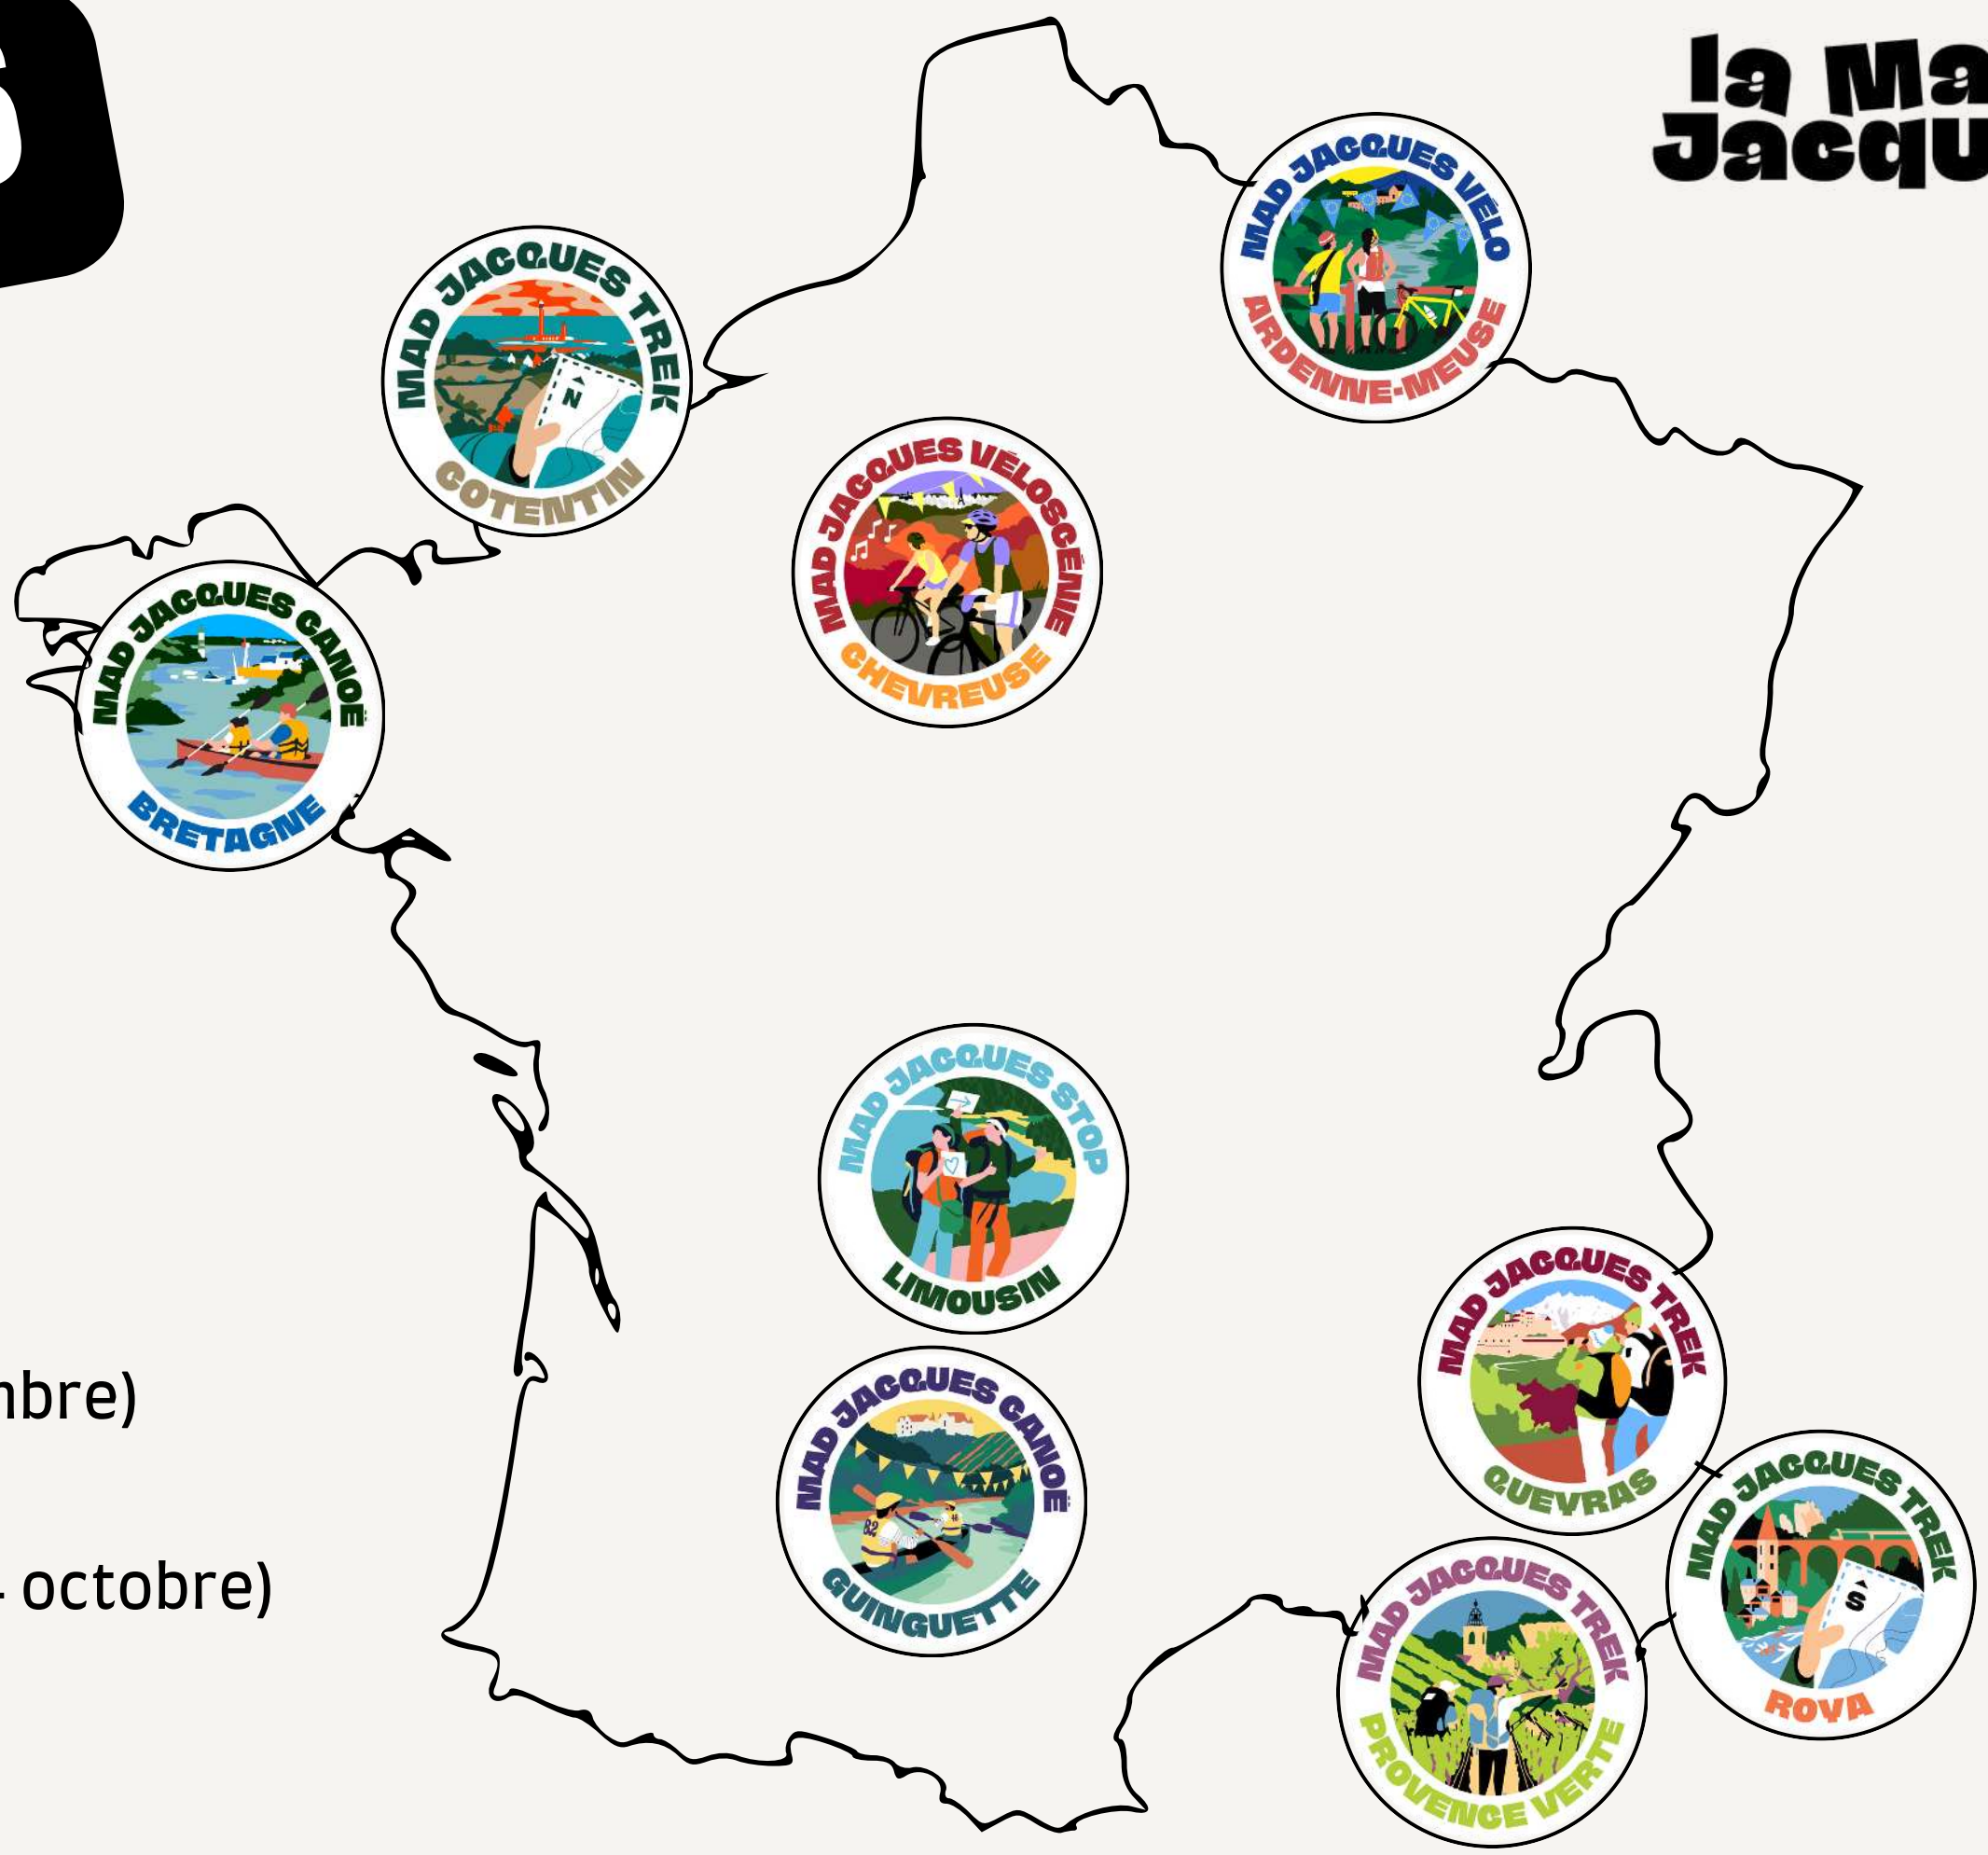 la Ma
Jacqu
MAD JACQUES VÉLO
ARDENNE-MEUSE
MAD JACQUES TREK
N
COTENTIN
MAD JACQUES VÉLOSCÉNIE
CHEVREUSE
MAD JACQUES CANOË
BRETAGNE
MAD JACQUES STOP
LIMOUSIN
MAD JACQUES TREK
QUEYRAS
mbre)
MAD JACQUES CANOË
82
GUINGUETTE
MAD JACQUES TREK
S
ROYA
octobre)
MAD JACQUES TREK
PROVENCE VERTE